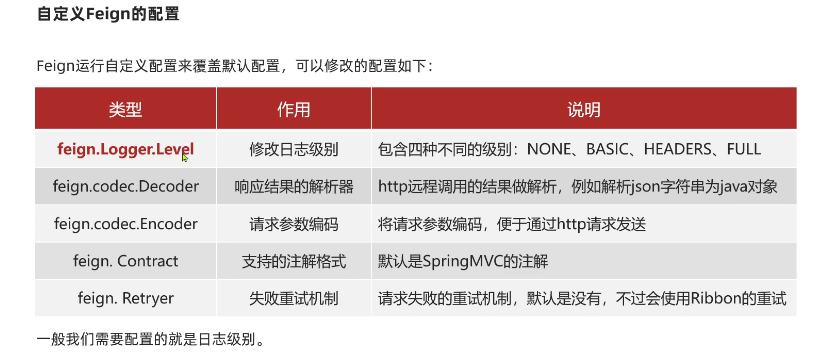 自定义Feign的配置
Feign运行自定义配置来覆盖默认配置，可以修改的配置如下：
类型 作用 说明
feign.Logger.Level 修改日志级别 包含四种不同的级别：NONE、BASIC、HEADERS、FULL
feign.codec.Decoder 响应结果的解析器 http远程调用的结果做解析，例如解析json字符串为java对象
feign.codec.Encoder 请求参数编码 将请求参数编码，便于通过http请求发送
feign. Contract 支持的注解格式 默认是SpringMVC的注解
feign. Retryer 失败重试机制 请求失败的重试机制，默认是没有，不过会使用Ribbon的重试
一般我们需要配置的就是日志级别。